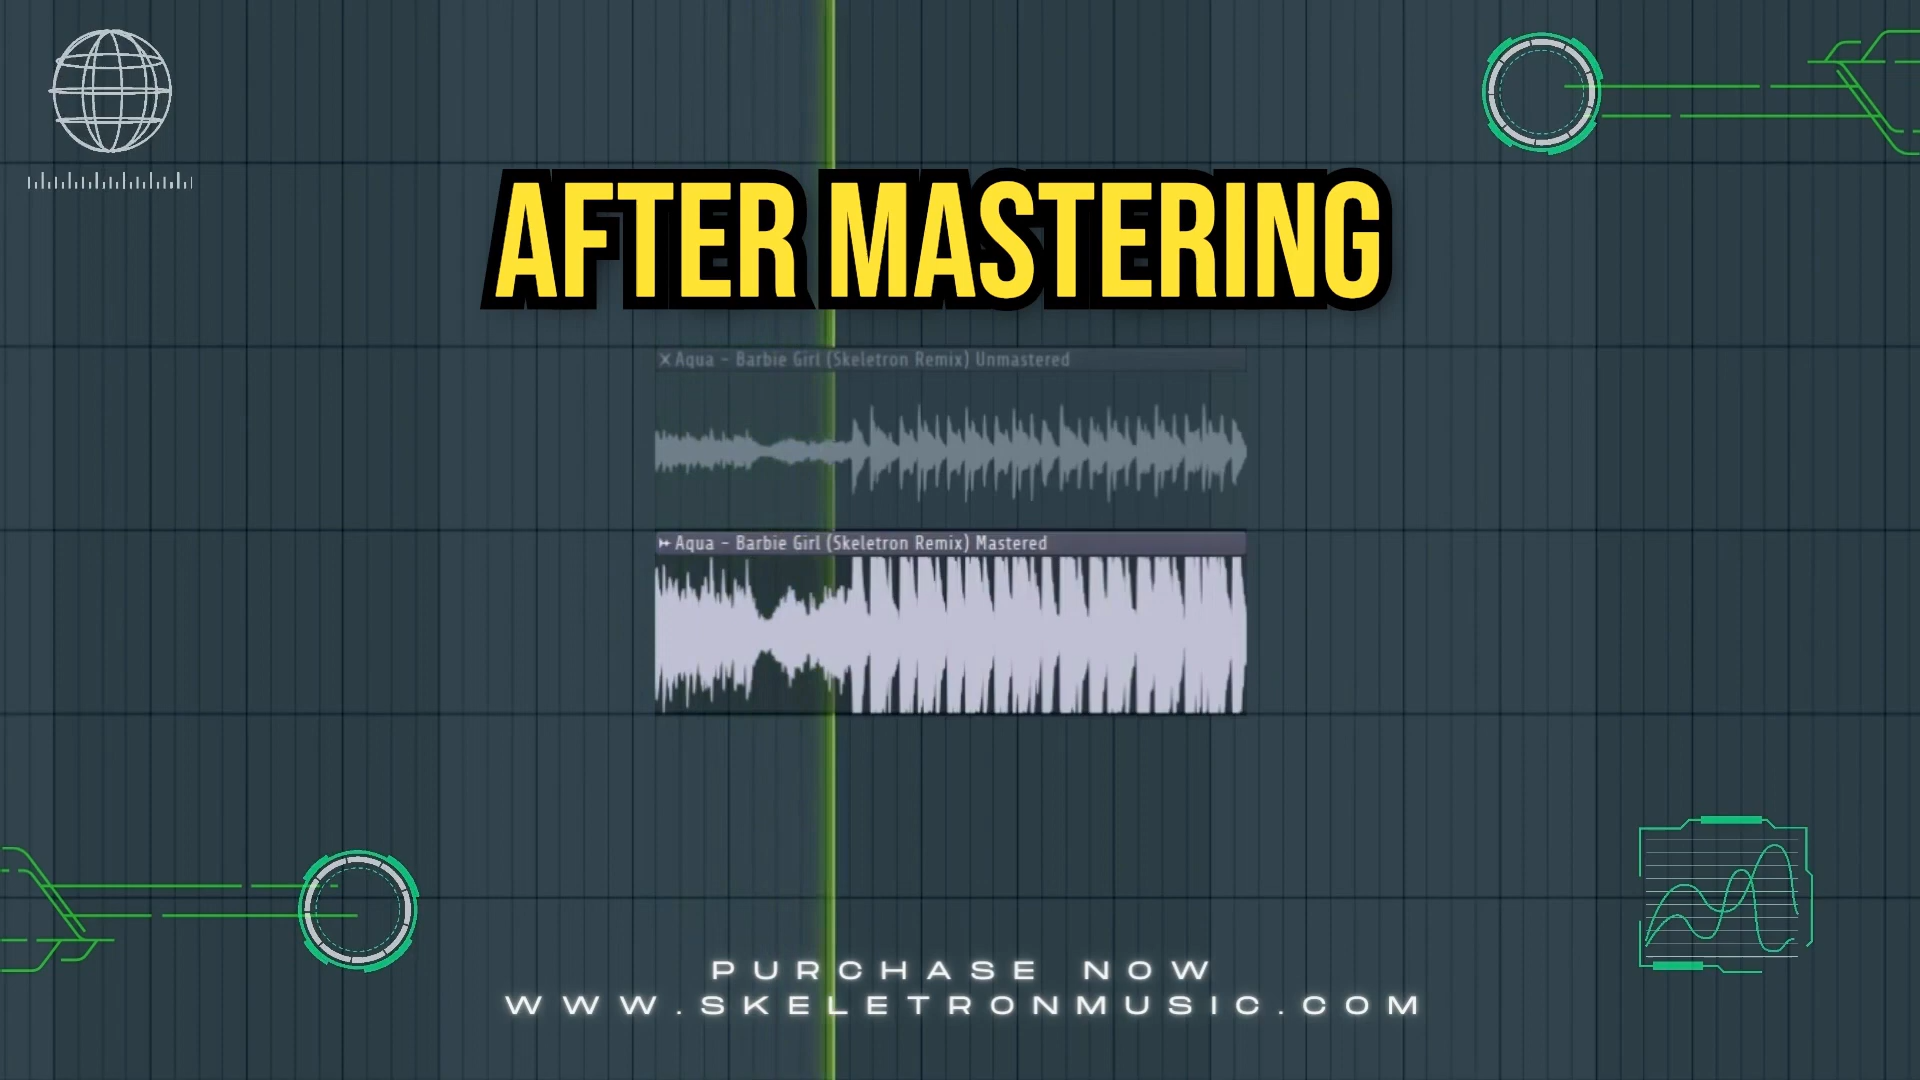 AFTER MASTERING
Aqua - Barbie Girl (Skeletron Remix) Unmastered
Aqua - Barbie Girl (Skeletron Remix) Mastered
PURCHASE NOW
WWW.SKELETRONMUSIC.COM